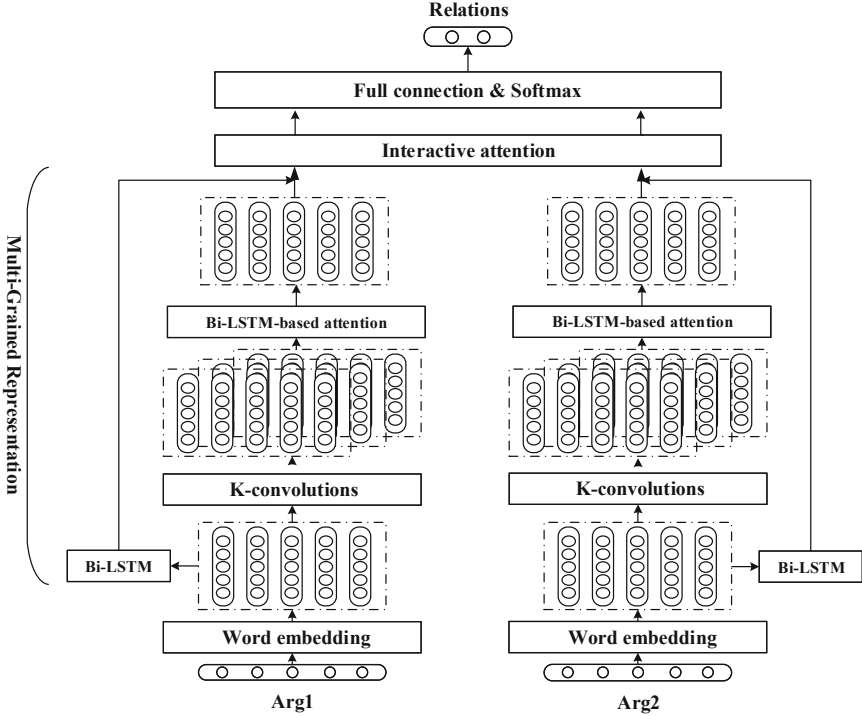 Relations
Full connection & Softmax
Interactive attention
Multi-Grained Representation
Bi-LSTM-based attention
Bi-LSTM-based attention
K-convolutions
K-convolutions
Bi-LSTM
Bi-LSTM
Word embedding
Word embedding
Arg1
Arg2